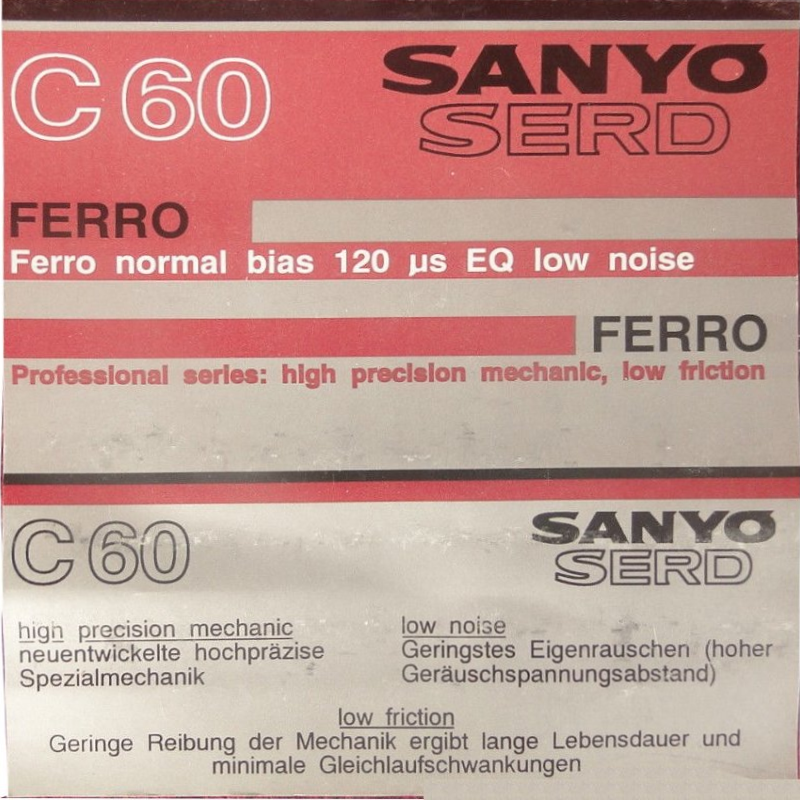 C 60
SANYO
SERD
FERRO
Ferro normal bias 120 µs EQ low noise
FERRO
Professional series: high precision mechanic, low friction
C 60
SANYO
SERD
high precision mechanic
neuentwickelte hochpräzise
Spezialmechanik
low noise
Geringstes Eigenrauschen (hoher
Geräuschspannungsabstand)
low friction
Geringe Reibung der Mechanik ergibt lange Lebensdauer und
minimale Gleichlaufschwankungen